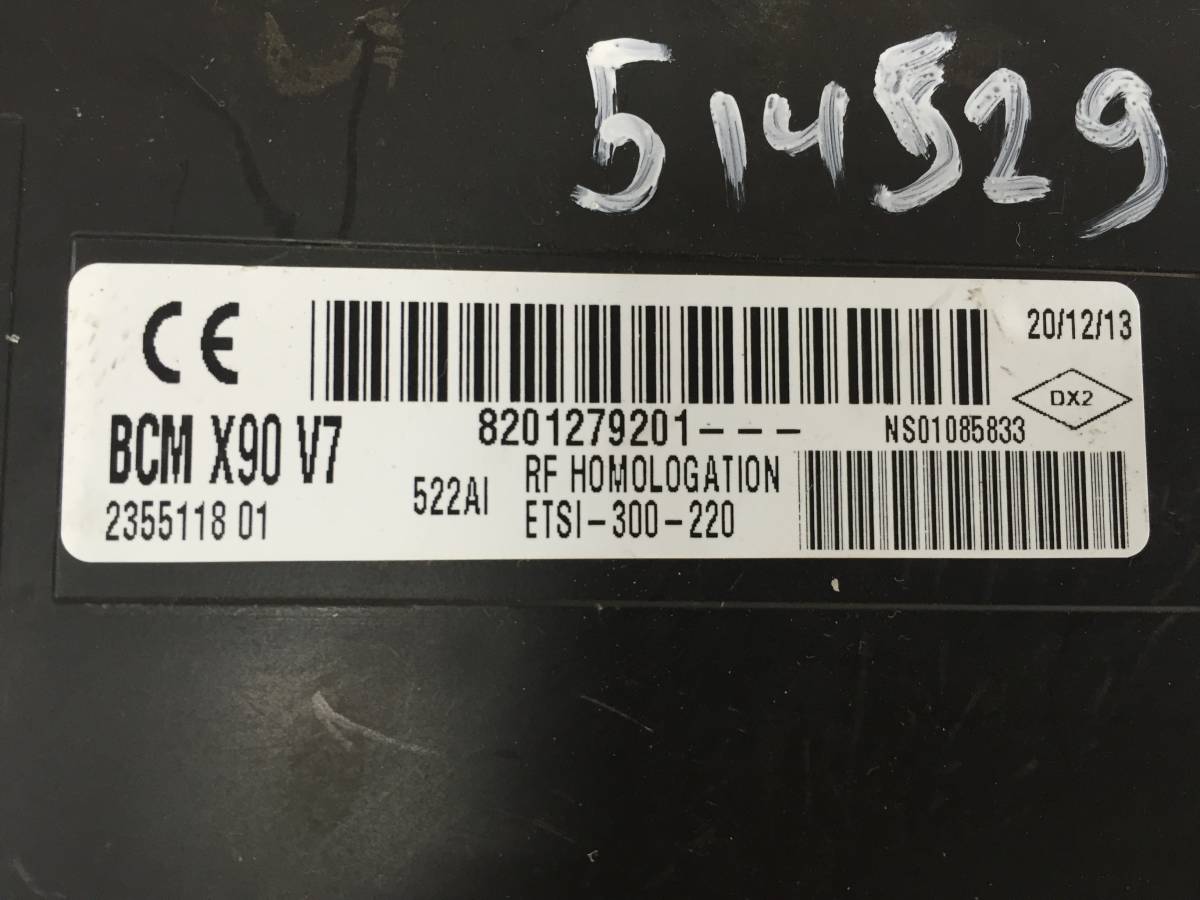 514529
CE
20/12/13
DX2
BCM X90 V7
8201279201---
NS01085833
2355118 01
522AI
RF HOMOLOGATION
ETSI-300-220